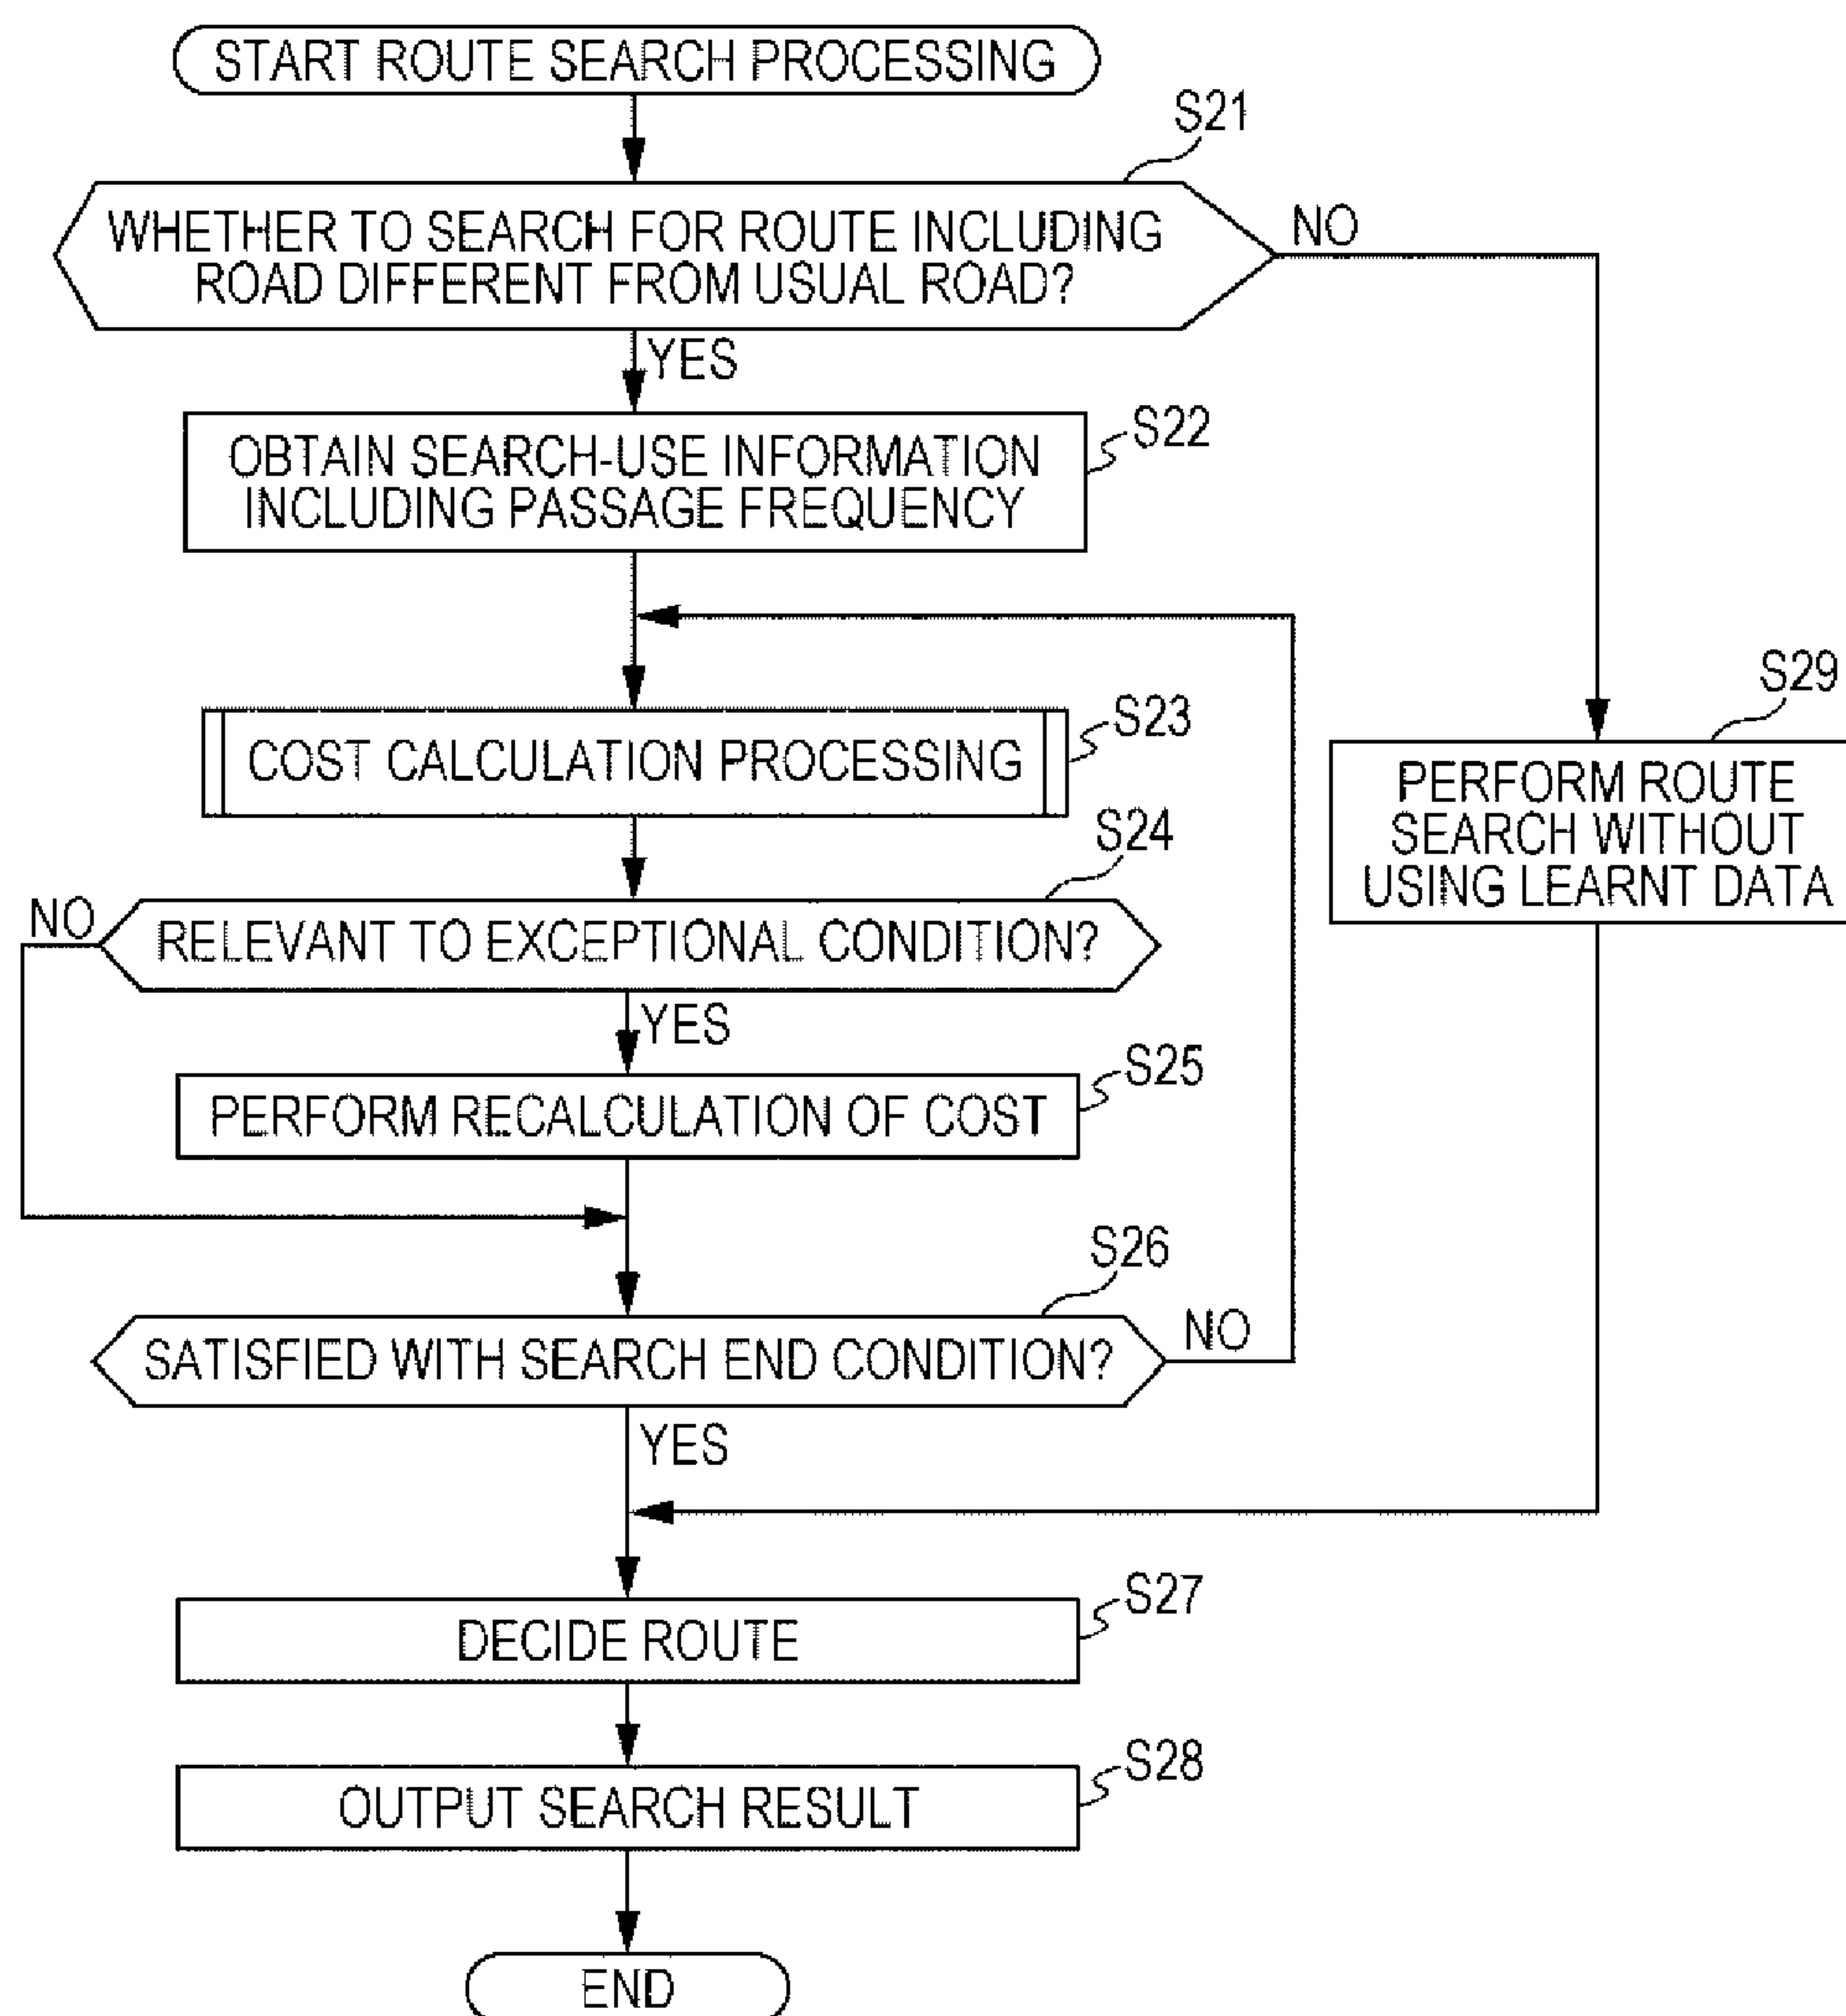 START ROUTE SEARCH PROCESSING
S21
WHETHER TO SEARCH FOR ROUTE INCLUDING
ROAD DIFFERENT FROM USUAL ROAD?
NO
YES
S22
OBTAIN SEARCH-USE INFORMATION
INCLUDING PASSAGE FREQUENCY
S23
COST CALCULATION PROCESSING
S29
PERFORM ROUTE
SEARCH WITHOUT
USING LEARNT DATA
S24
NO
RELEVANT TO EXCEPTIONAL CONDITION?
YES
S25
PERFORM RECALCULATION OF COST
S26
SATISFIED WITH SEARCH END CONDITION?
NO
YES
S27
DECIDE ROUTE
S28
OUTPUT SEARCH RESULT
END